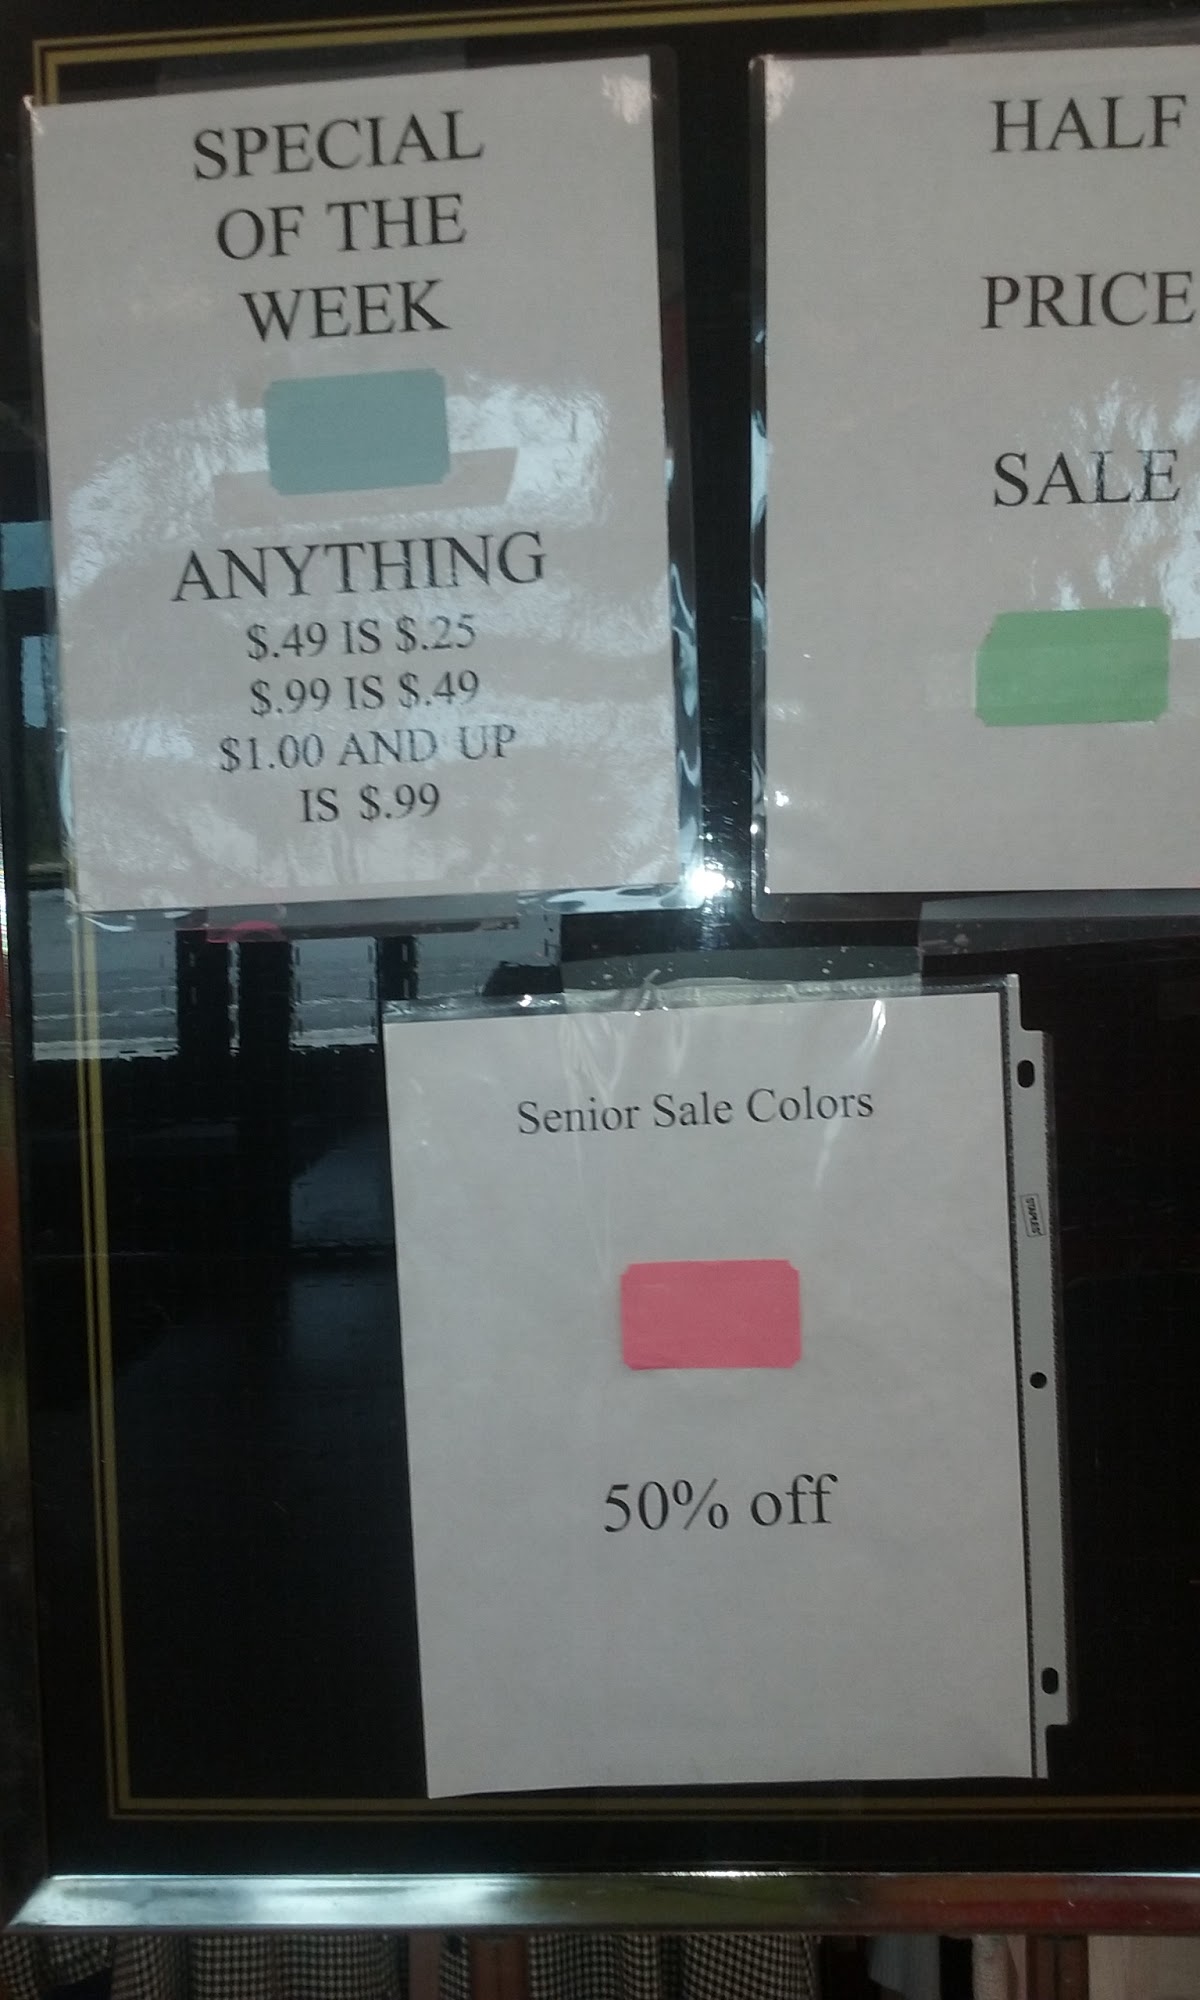 SPECIAL
OF THE
WEEK
ANYTHING
$.49 IS $.25
$.99 IS $.49
$1.00 AND UP
IS $.99
HALF
PRICE
SALE
Senior Sale Colors
50% off
STAPLES